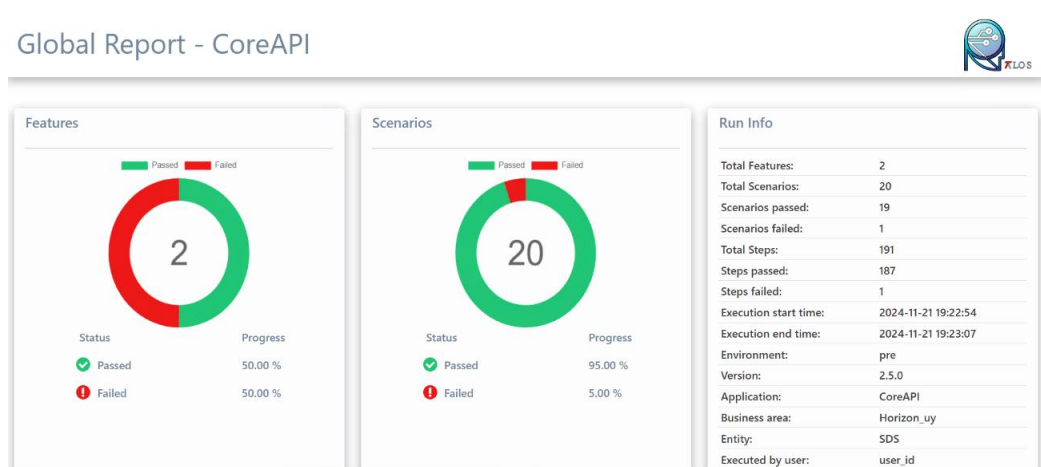 Global Report - CoreAPI
TALOS
Features
Passed Failed
2
Status Progress
Passed 50.00 %
Failed 50.00 %
Scenarios
Passed Failed
20
Status Progress
Passed 95.00 %
Failed 5.00 %
Run Info
Total Features: 2
Total Scenarios: 20
Scenarios passed: 19
Scenarios failed: 1
Total Steps: 191
Steps passed: 187
Steps failed: 1
Execution start time: 2024-11-21 19:22:54
Execution end time: 2024-11-21 19:23:07
Environment: pre
Version: 2.5.0
Application: CoreAPI
Business area: Horizon_uy
Entity: SDS
Executed by user: user_id